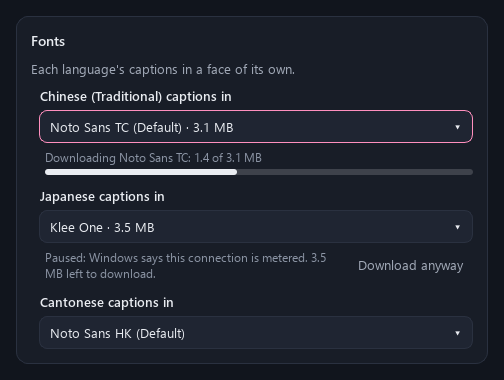 Fonts
Each language's captions in a face of its own.
Chinese (Traditional) captions in
Noto Sans TC (Default) · 3.1 MB
Downloading Noto Sans TC: 1.4 of 3.1 MB
Japanese captions in
Klee One · 3.5 MB
Paused: Windows says this connection is metered. 3.5
MB left to download.
Download anyway
Cantonese captions in
Noto Sans HK (Default)